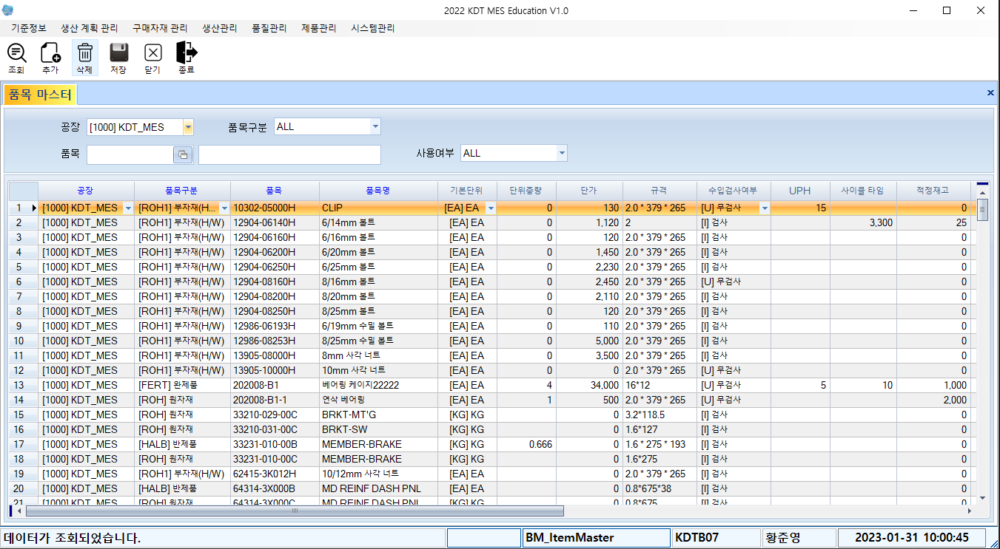 2022 KDT MES Education V1.0
기준정보 생산 계획 관리 구매자재 관리 생산관리 품질관리 제품관리 시스템관리
조회 추가 삭제 저장 닫기 종료
품목 마스터
공장 [1000] KDT_MES 품목구분 ALL
품목 사용여부 ALL
공장 품목구분 품목 품목명 기본단위 단위중량 단가 규격 수입검사여부 UPH 사이클 타임 적정재고
1 [1000] KDT_MES [ROH1] 부자재(H... 10302-05000H CLIP [EA] EA 0 130 2.0 * 379 * 265 [U] 무검사 15 0
2 [1000] KDT_MES [ROH1] 부자재(H/W) 12904-06140H 6/14mm 볼트 [EA] EA 0 1,120 2 [I] 검사 3,300 25
3 [1000] KDT_MES [ROH1] 부자재(H/W) 12904-06160H 6/16mm 볼트 [EA] EA 0 120 2.0 * 379 * 265 [I] 검사 0
4 [1000] KDT_MES [ROH1] 부자재(H/W) 12904-06200H 6/20mm 볼트 [EA] EA 0 1,450 2.0 * 379 * 265 [I] 검사 0
5 [1000] KDT_MES [ROH1] 부자재(H/W) 12904-06250H 6/25mm 볼트 [EA] EA 0 2,230 2.0 * 379 * 265 [I] 검사 0
6 [1000] KDT_MES [ROH1] 부자재(H/W) 12904-08160H 8/16mm 볼트 [EA] EA 0 2,450 2.0 * 379 * 265 [U] 무검사 0
7 [1000] KDT_MES [ROH1] 부자재(H/W) 12904-08200H 8/20mm 볼트 [EA] EA 0 2,110 2.0 * 379 * 265 [I] 검사 0
8 [1000] KDT_MES [ROH1] 부자재(H/W) 12904-08250H 8/25mm 볼트 [EA] EA 0 120 2.0 * 379 * 265 [I] 검사 0
9 [1000] KDT_MES [ROH1] 부자재(H/W) 12986-06193H 6/19mm 수밀 볼트 [EA] EA 0 110 2.0 * 379 * 265 [I] 검사 0
10 [1000] KDT_MES [ROH1] 부자재(H/W) 12986-08253H 8/25mm 수밀 볼트 [EA] EA 0 5,000 2.0 * 379 * 265 [I] 검사 0
11 [1000] KDT_MES [ROH1] 부자재(H/W) 13905-08000H 8mm 사각 너트 [EA] EA 0 3,500 2.0 * 379 * 265 [I] 검사 0
12 [1000] KDT_MES [ROH1] 부자재(H/W) 13905-10000H 10mm 사각 너트 [EA] EA 0 0 2.0 * 379 * 265 [U] 무검사 0
13 [1000] KDT_MES [FERT] 완제품 202008-B1 베어링 케이지22222 [EA] EA 4 34,000 16*12 [U] 무검사 5 10 1,000
14 [1000] KDT_MES [ROH] 원자재 202008-B1-1 연삭 베어링 [EA] EA 1 500 2.0 * 379 * 265 [U] 무검사 2,000
15 [1000] KDT_MES [ROH] 원자재 33210-029-00C BRKT-MT'G [KG] KG 0 3.2*118.5 [I] 검사 0
16 [1000] KDT_MES [ROH] 원자재 33210-031-00C BRKT-SW [KG] KG 0 1.6*127 [I] 검사 0
17 [1000] KDT_MES [HALB] 반제품 33231-010-00B MEMBER-BRAKE [KG] KG 0.666 0 1.6 * 275 * 193 [I] 검사 0
18 [1000] KDT_MES [ROH] 원자재 33231-010-00C MEMBER-BRAKE [KG] KG 0 1.6*275 [I] 검사 0
19 [1000] KDT_MES [ROH1] 부자재(H/W) 62415-3K012H 10/12mm 사각 너트 [EA] EA 0 2.0 * 379 * 265 [I] 검사 0
20 [1000] KDT_MES [HALB] 반제품 64314-3X000B MD REINF DASH PNL [EA] EA 0 0.8*675*38 [I] 검사 0
21 [1000] KDT_MES [ROH] 원자재 64314-3X000C MD REINF DASH PNL [KG] KG 0 0.8*675 [I] 검사 0
데이터가 조회되었습니다. BM_ItemMaster KDTB07 황준영 2023-01-31 10:00:45